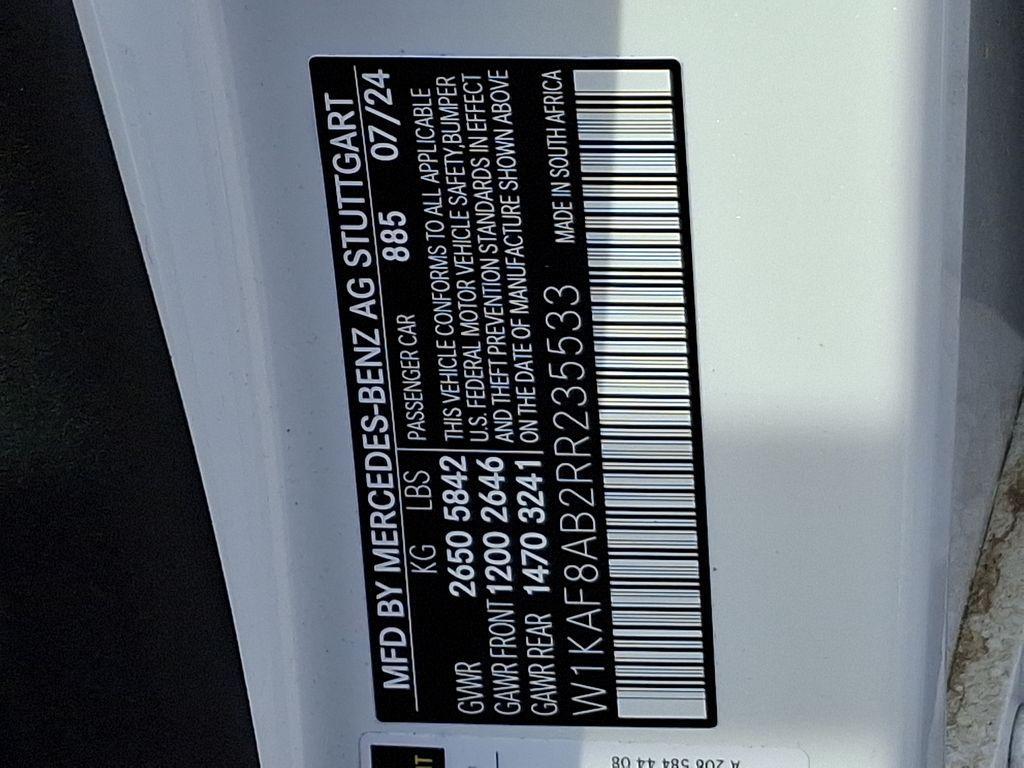 MFD BY MERCEDES-BENZ AG STUTTGART
KG LBS 885 07/24
GVWR 2650 5842 PASSENGER CAR
GAWR FRONT 1200 2646
GAWR REAR 1470 3241
THIS VEHICLE CONFORMS TO ALL APPLICABLE
U.S. FEDERAL MOTOR VEHICLE SAFETY,BUMPER
AND THEFT PREVENTION STANDARDS IN EFFECT
ON THE DATE OF MANUFACTURE SHOWN ABOVE
W1KAF8AB2RR235533 MADE IN SOUTH AFRICA
A 206 584 44 08